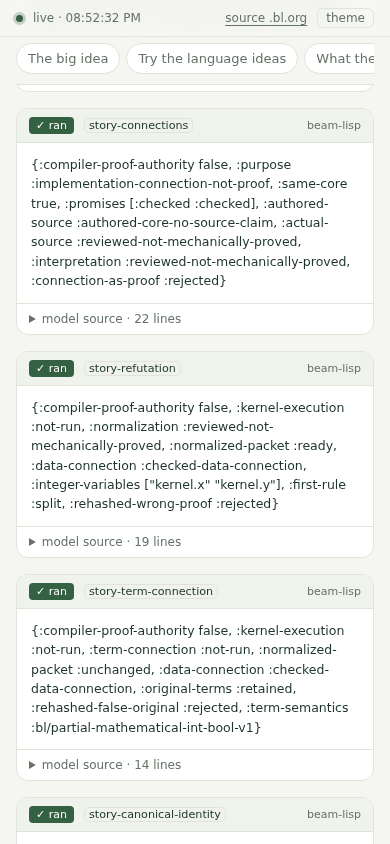 live · 08:52:32 PM
source .bl.org
theme
The big idea
Try the language ideas
What the
✓ ran
story-connections
beam-lisp
{:compiler-proof-authority false, :purpose
:implementation-connection-not-proof, :same-core
true, :promises [:checked :checked], :authored-
source :authored-core-no-source-claim, :actual-
source :reviewed-not-mechanically-proved,
:interpretation :reviewed-not-mechanically-proved,
:connection-as-proof :rejected}
▶ model source · 22 lines
✓ ran
story-refutation
beam-lisp
{:compiler-proof-authority false, :kernel-execution
:not-run, :normalization :reviewed-not-
mechanically-proved, :normalized-packet :ready,
:data-connection :checked-data-connection,
:integer-variables ["kernel.x" "kernel.y"], :first-rule
:split, :rehashed-wrong-proof :rejected}
▶ model source · 19 lines
✓ ran
story-term-connection
beam-lisp
{:compiler-proof-authority false, :kernel-execution
:not-run, :term-connection :not-run, :normalized-
packet :unchanged, :data-connection :checked-
data-connection, :original-terms :retained,
:rehashed-false-original :rejected, :term-semantics
:bl/partial-mathematical-int-bool-v1}
▶ model source · 14 lines
✓ ran
story-canonical-identity
beam-lisp